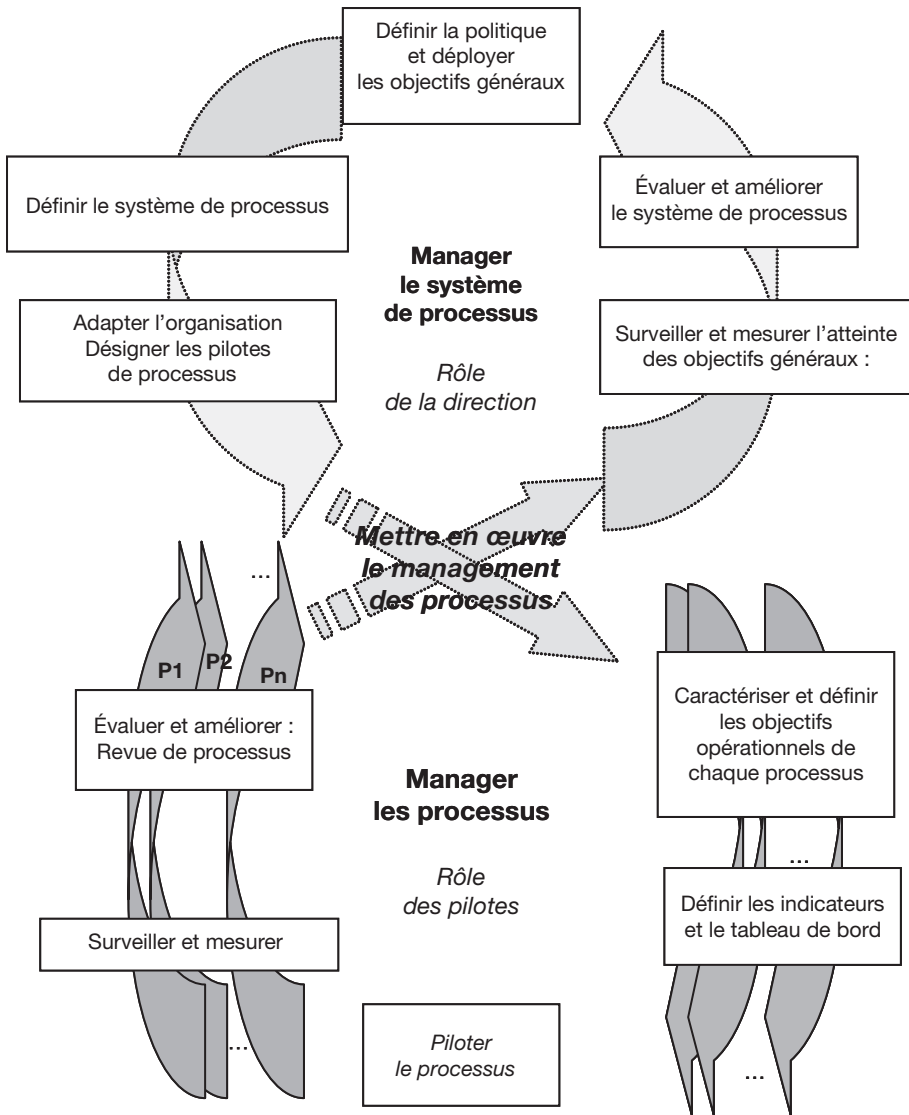 Définir la politique
et déployer
les objectifs généraux
Définir le système de processus
Évaluer et améliorer
le système de processus
Manager
le système
de processus
Adapter l’organisation
Désigner les pilotes
de processus
Surveiller et mesurer l’atteinte
des objectifs généraux :
Rôle
de la direction
Mettre en œuvre
le management
des processus
...
P1
P2
Pn
Évaluer et améliorer :
Revue de processus
Caractériser et définir
les objectifs
opérationnels de
chaque processus
Manager
les processus
...
Rôle
des pilotes
...
Surveiller et mesurer
Définir les indicateurs
et le tableau de bord
...
Piloter
le processus
...